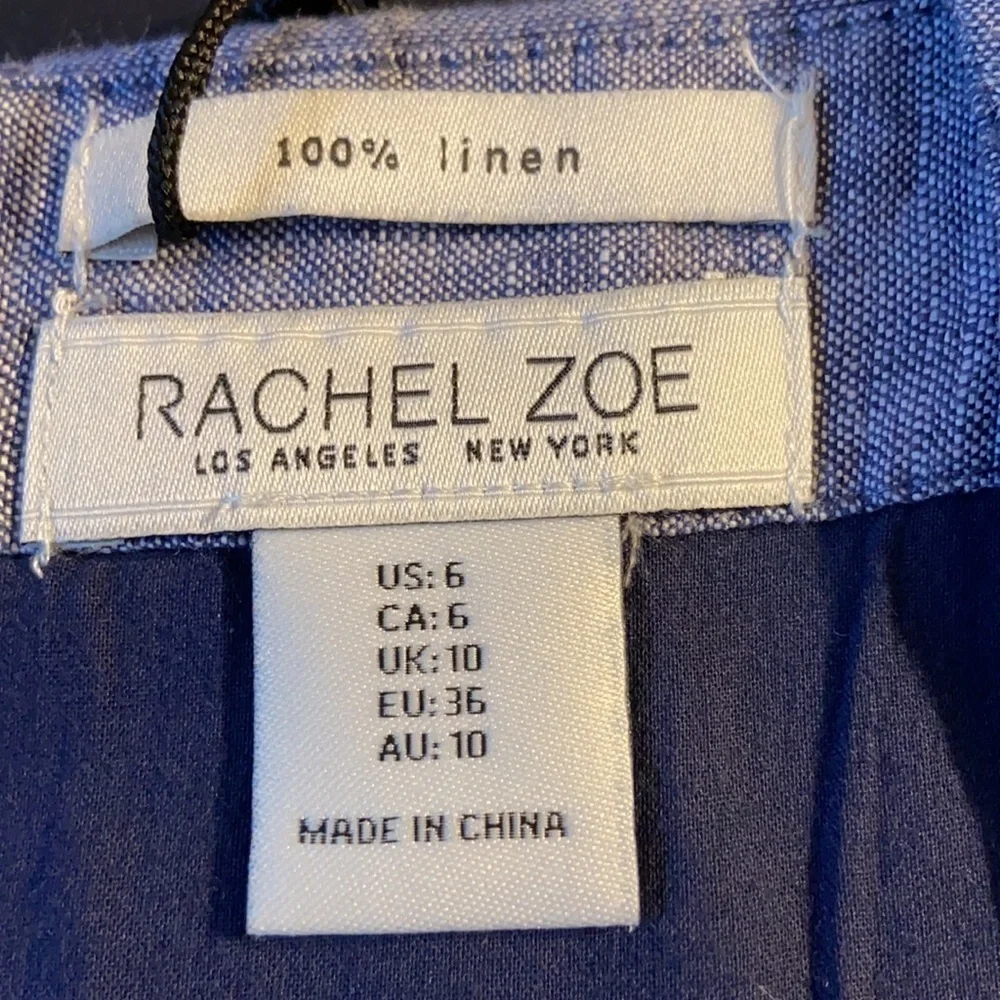 100% linen
RACHEL ZOE
LOS ANGELES NEW YORK
US: 6
CA: 6
UK: 10
EU: 36
AU: 10
MADE IN CHINA